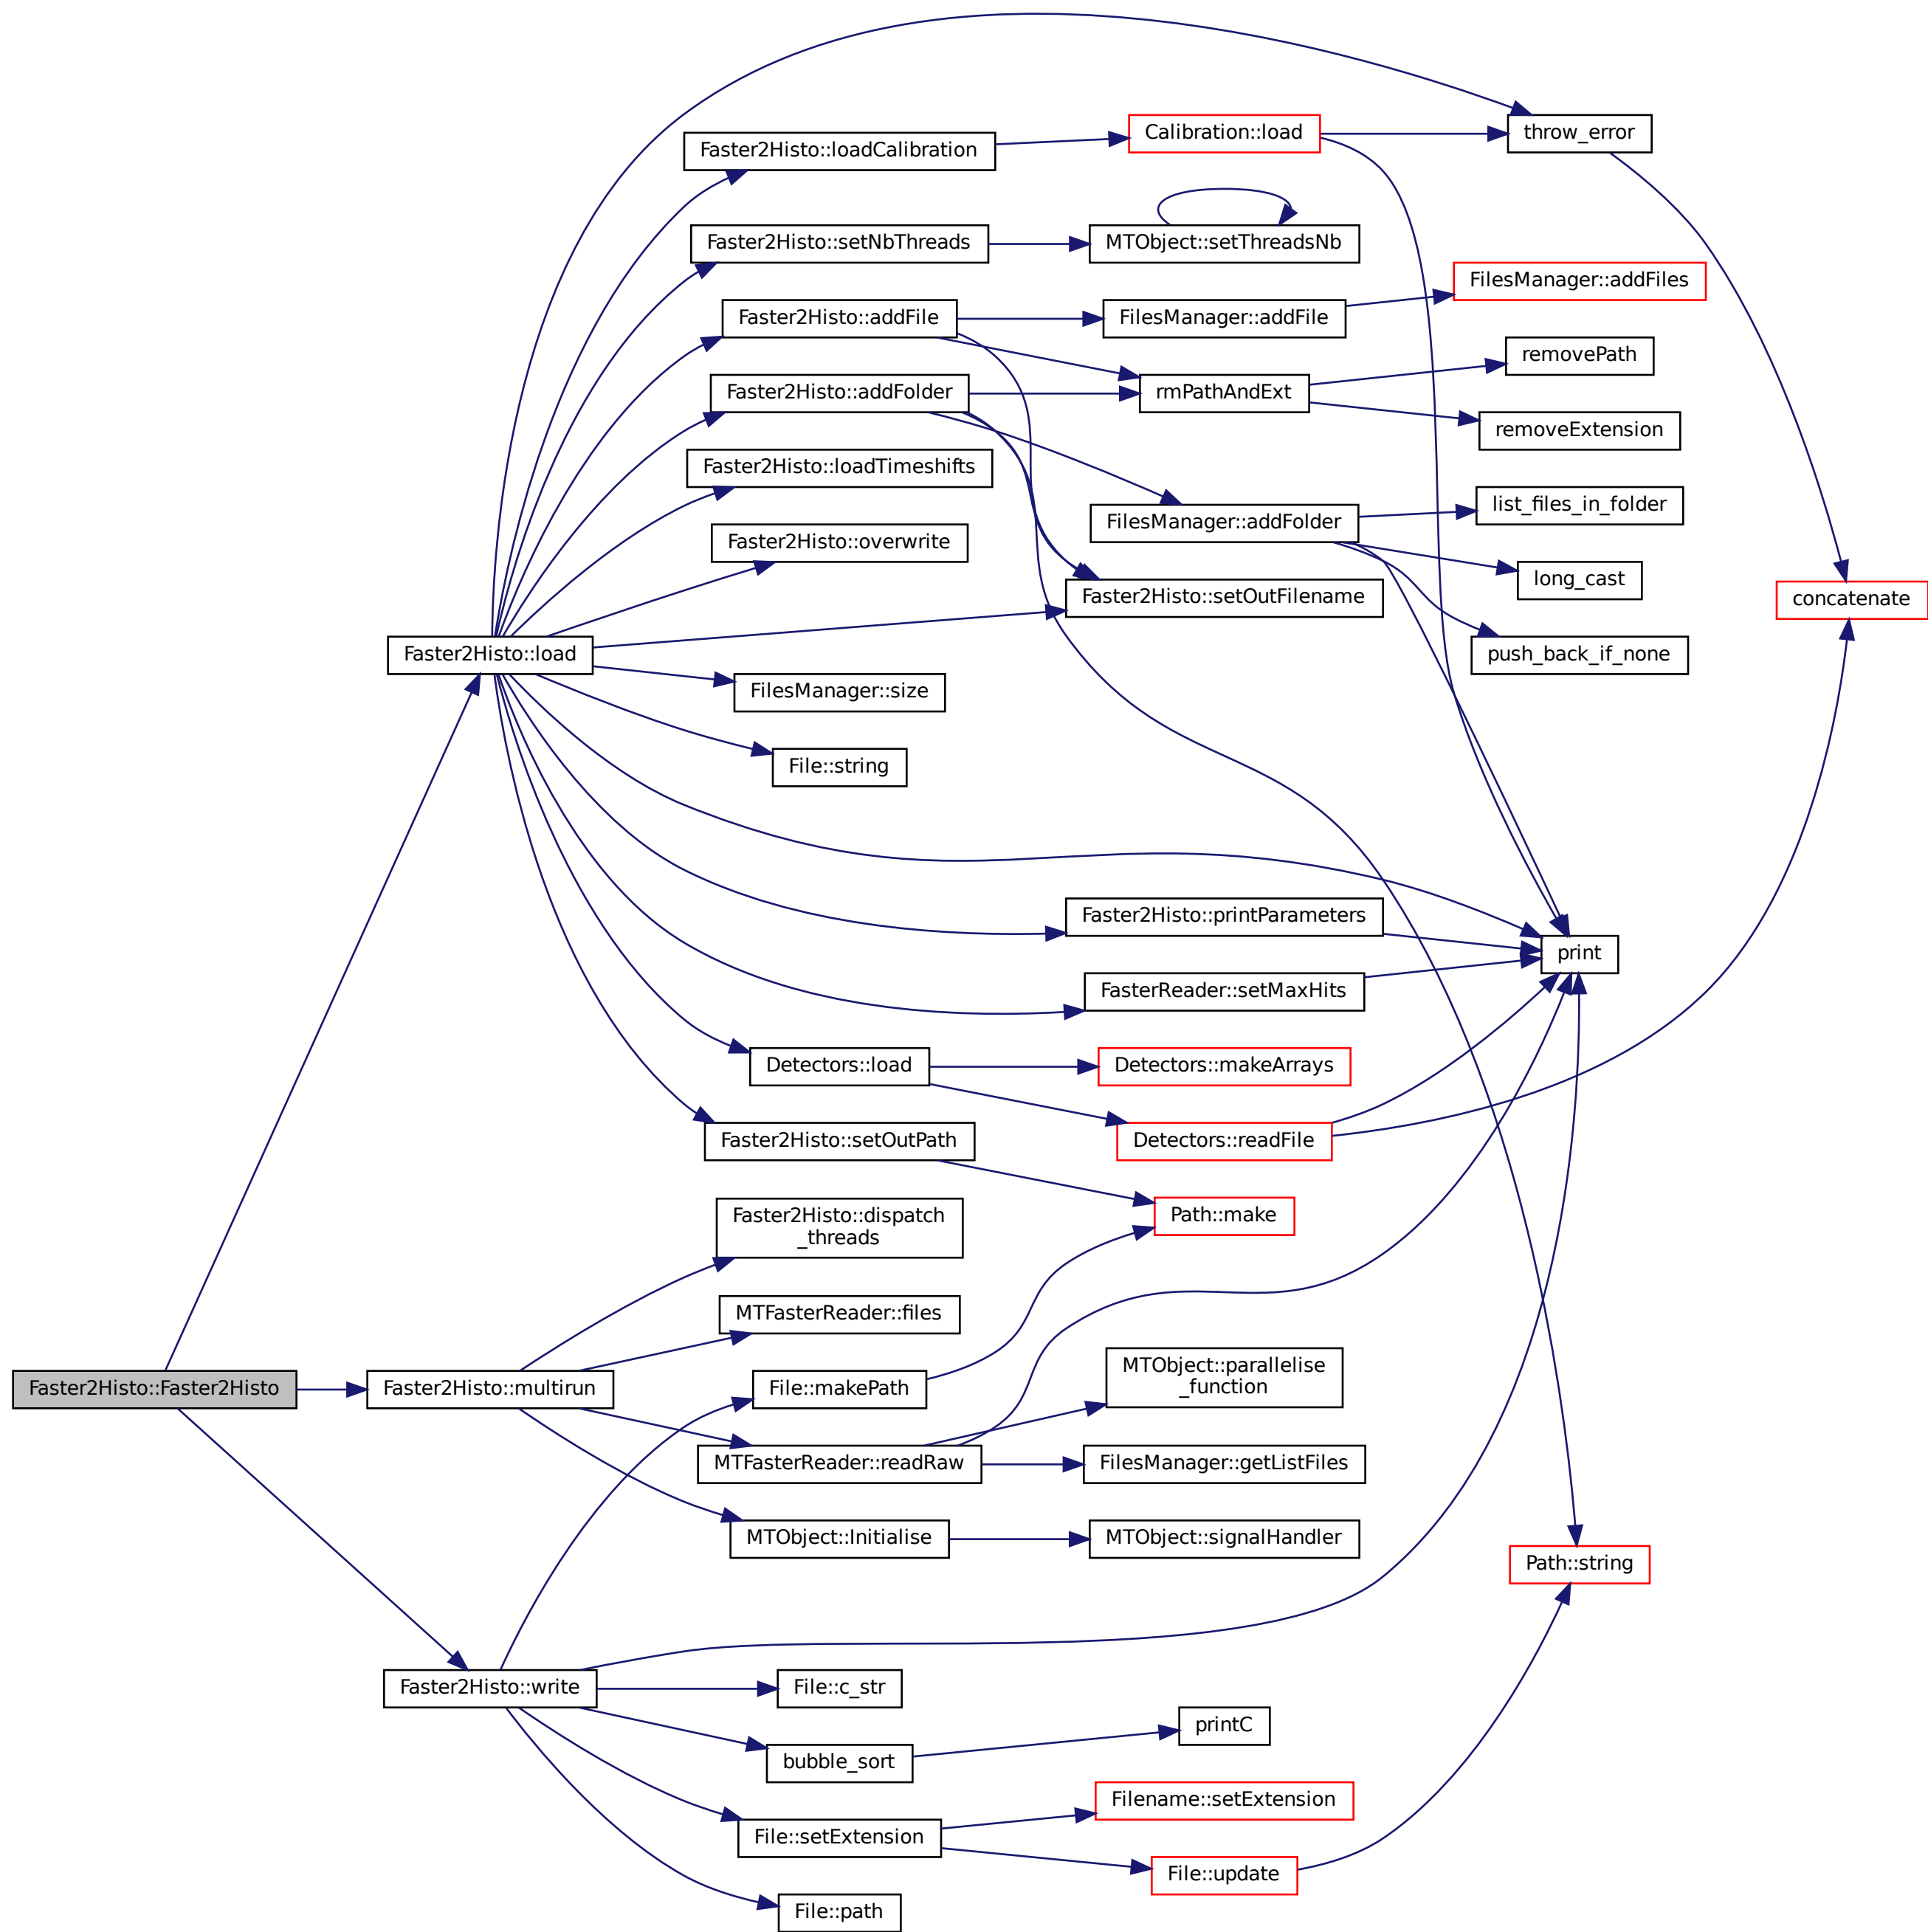 throw_error
Calibration::load
Faster2Histo::loadCalibration
Faster2Histo::setNbThreads
MTObject::setThreadsNb
FilesManager::addFiles
Faster2Histo::addFile
FilesManager::addFile
removePath
Faster2Histo::addFolder
rmPathAndExt
removeExtension
Faster2Histo::loadTimeshifts
list_files_in_folder
FilesManager::addFolder
Faster2Histo::overwrite
long_cast
Faster2Histo::setOutFilename
concatenate
Faster2Histo::load
push_back_if_none
FilesManager::size
File::string
Faster2Histo::printParameters
print
FasterReader::setMaxHits
Detectors::load
Detectors::makeArrays
Faster2Histo::setOutPath
Detectors::readFile
Path::make
Faster2Histo::dispatch
_threads
MTFasterReader::files
MTObject::parallelise
_function
Faster2Histo::Faster2Histo
Faster2Histo::multirun
File::makePath
MTFasterReader::readRaw
FilesManager::getListFiles
MTObject::Initialise
MTObject::signalHandler
Path::string
Faster2Histo::write
File::c_str
printC
bubble_sort
Filename::setExtension
File::setExtension
File::update
File::path